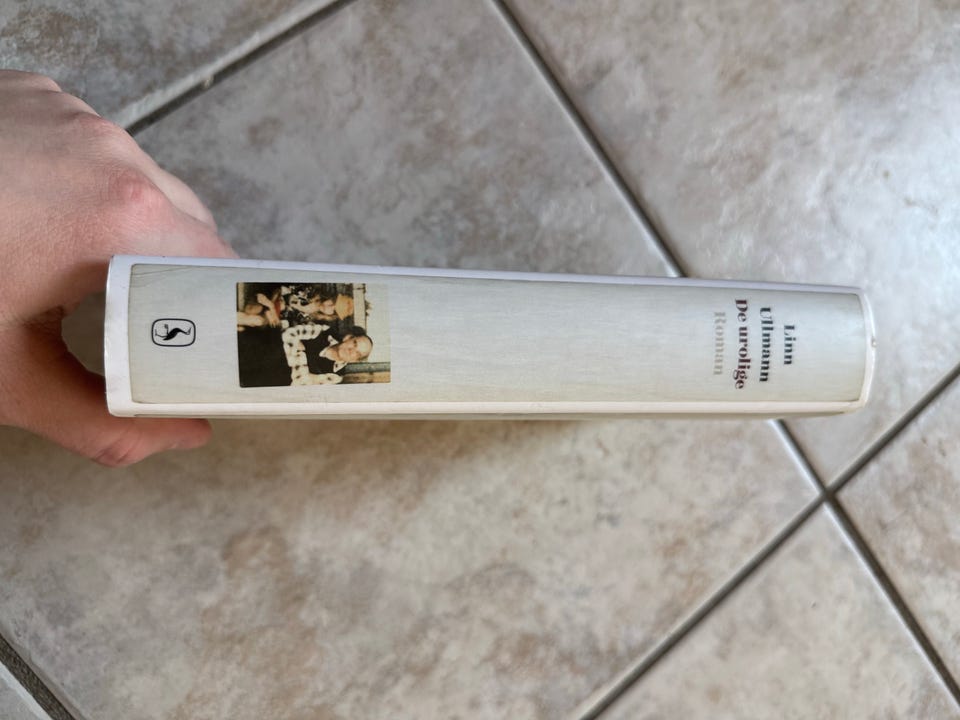 Linn
Ullmann
De urolige
Roman